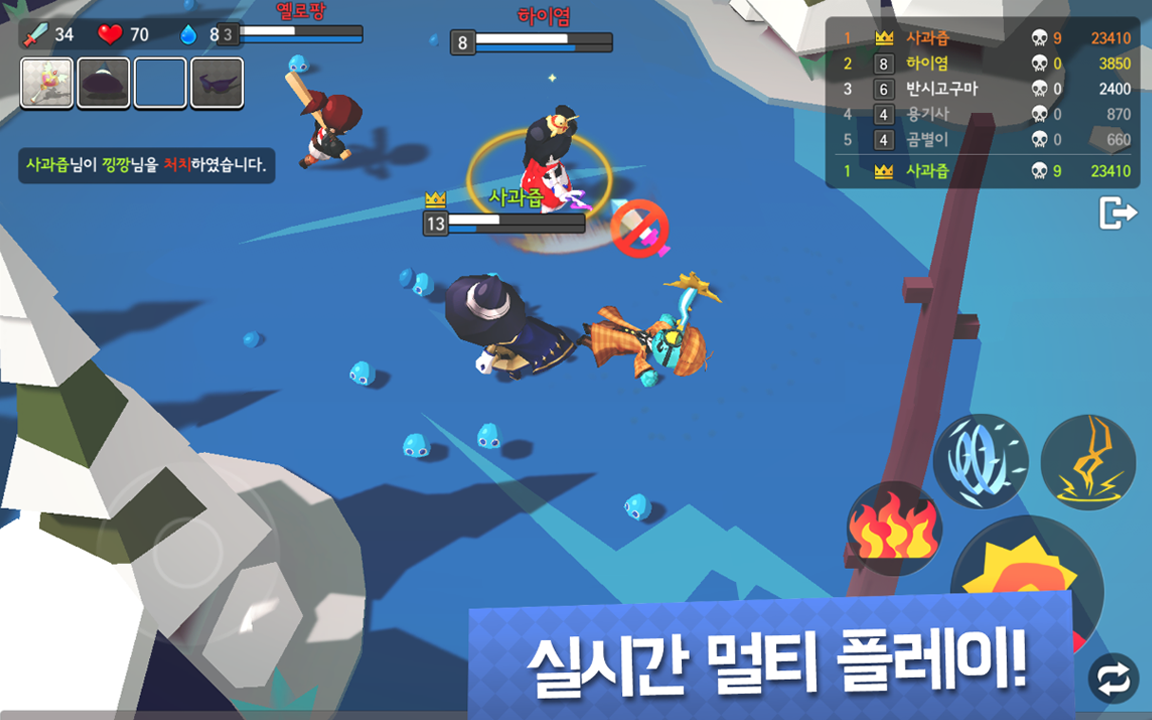 옐로팡
34 70 8
3
하이염
8
1 사과즙 9 23410
2 8 하이염 0 3850
3 6 반시고구마 0 2400
4 4 용기사 0 870
5 4 곰별이 0 660
1 사과즙 9 23410
사과즙님이 낑깡님을 처치하였습니다.
사과즙
13
실시간 멀티 플레이!